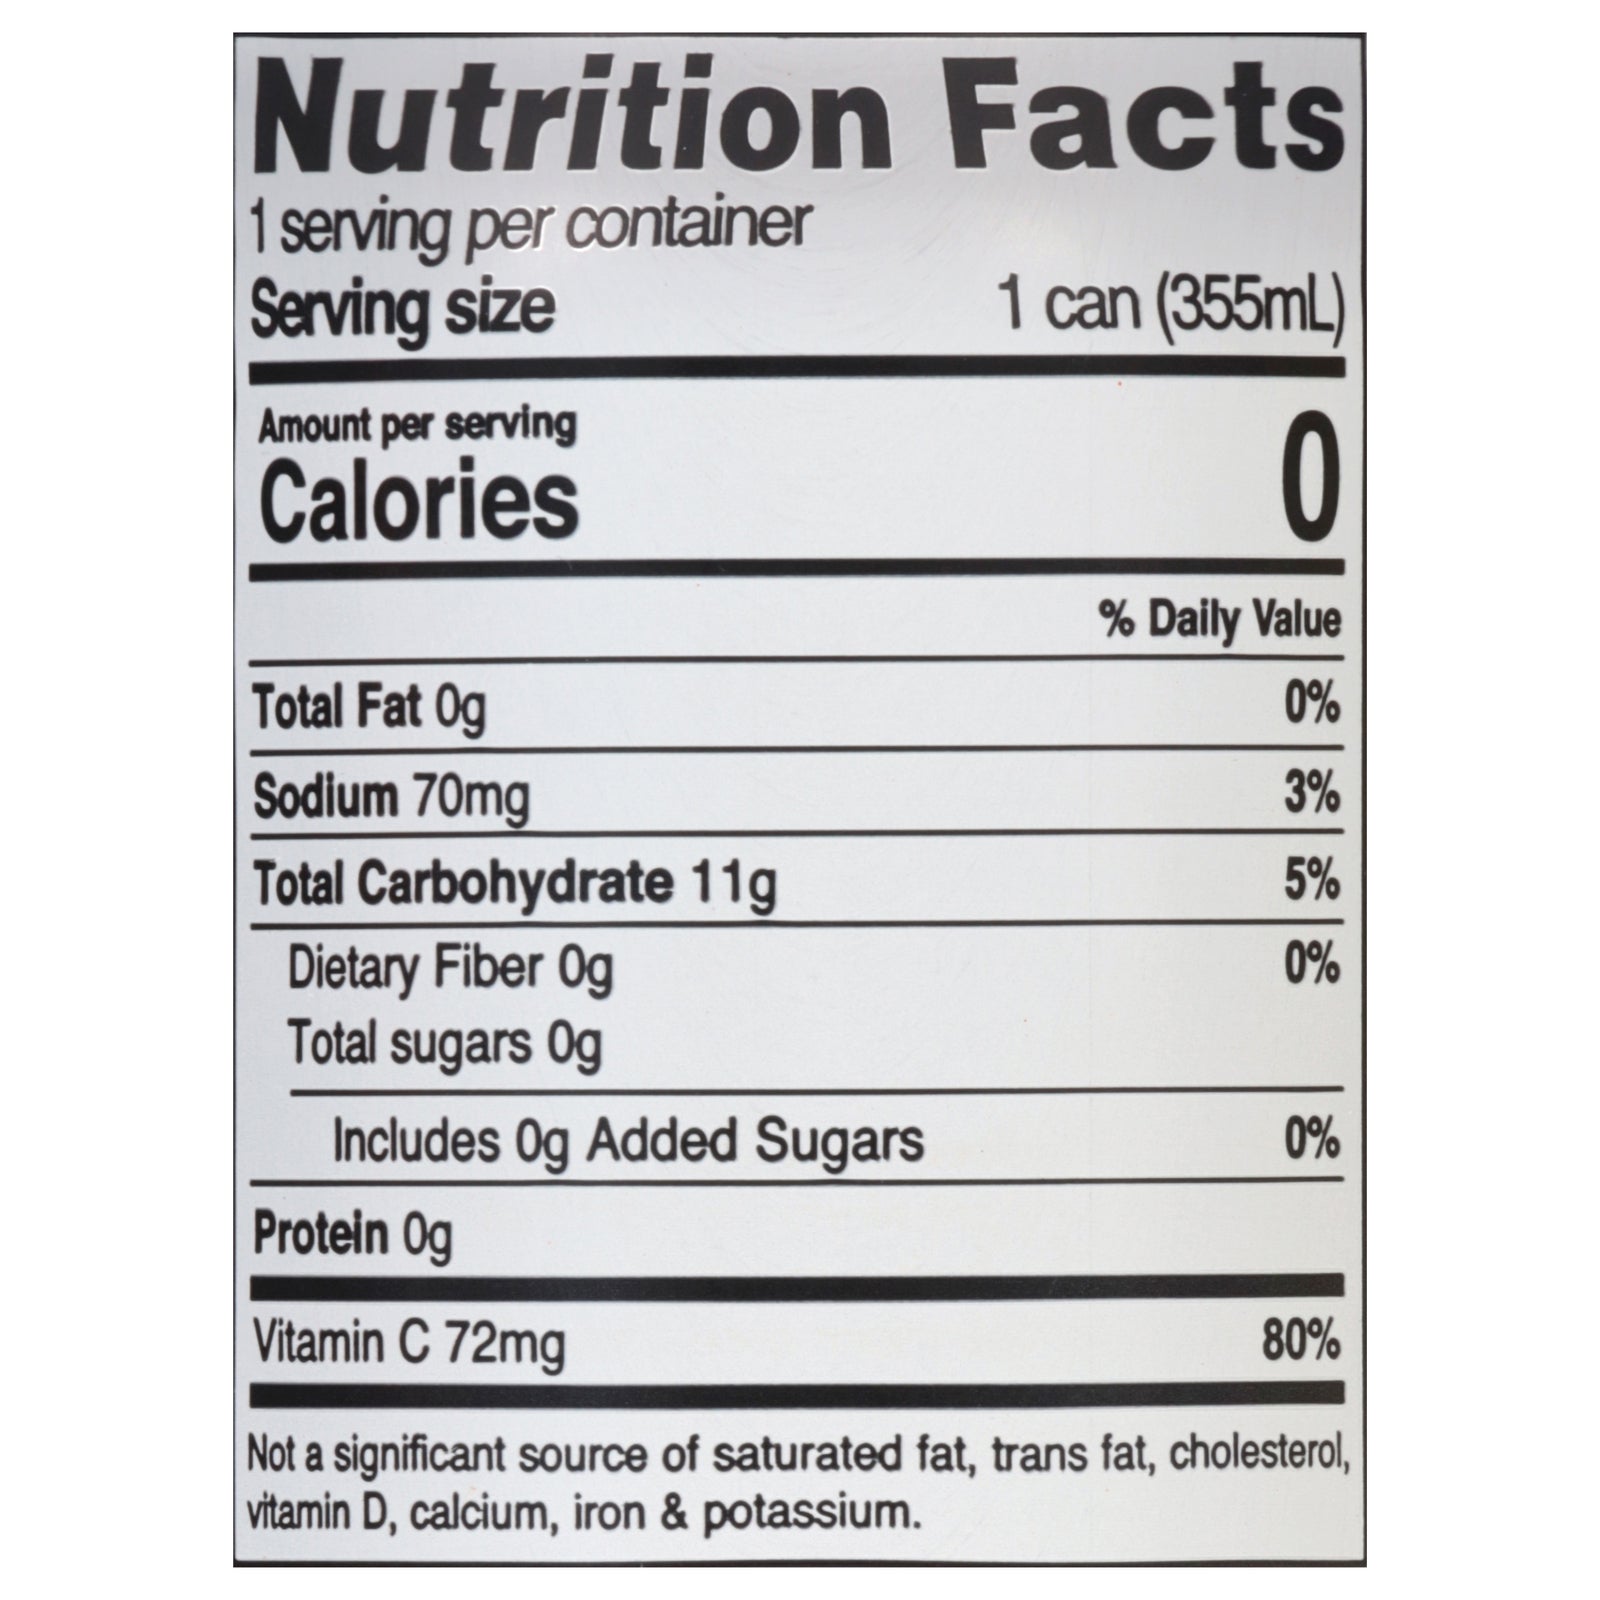 Nutrition Facts
1 serving per container
Serving size 1 can (355mL)
Amount per serving
Calories 0
% Daily Value
Total Fat 0g 0%
Sodium 70mg 3%
Total Carbohydrate 11g 5%
Dietary Fiber 0g 0%
Total sugars 0g
Includes 0g Added Sugars 0%
Protein 0g
Vitamin C 72mg 80%
Not a significant source of saturated fat, trans fat, cholesterol,
vitamin D, calcium, iron & potassium.